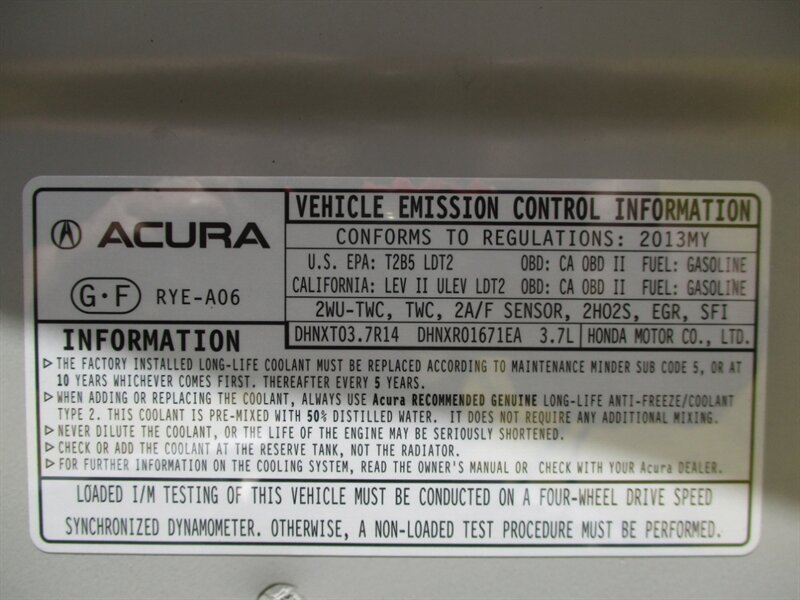 ACURA
G·F RYE-A06
VEHICLE EMISSION CONTROL INFORMATION
CONFORMS TO REGULATIONS: 2013MY
U.S. EPA: T2B5 LDT2 OBD: CA OBD II FUEL: GASOLINE
CALIFORNIA: LEV II ULEV LDT2 OBD: CA OBD II FUEL: GASOLINE
2WU-TWC, TWC, 2A/F SENSOR, 2HO2S, EGR, SFI
DHNXT03.7R14 DHNXR01671EA 3.7L HONDA MOTOR CO., LTD.
INFORMATION
▷ THE FACTORY INSTALLED LONG-LIFE COOLANT MUST BE REPLACED ACCORDING TO MAINTENANCE MINDER SUB CODE 5, OR AT
10 YEARS WHICHEVER COMES FIRST. THEREAFTER EVERY 5 YEARS.
▷ WHEN ADDING OR REPLACING THE COOLANT, ALWAYS USE Acura RECOMMENDED GENUINE LONG-LIFE ANTI-FREEZE/COOLANT
TYPE 2. THIS COOLANT IS PRE-MIXED WITH 50% DISTILLED WATER. IT DOES NOT REQUIRE ANY ADDITIONAL MIXING.
▷ NEVER DILUTE THE COOLANT, OR THE LIFE OF THE ENGINE MAY BE SERIOUSLY SHORTENED.
▷ CHECK OR ADD THE COOLANT AT THE RESERVE TANK, NOT THE RADIATOR.
▷ FOR FURTHER INFORMATION ON THE COOLING SYSTEM, READ THE OWNER'S MANUAL OR CHECK WITH YOUR Acura DEALER.
LOADED I/M TESTING OF THIS VEHICLE MUST BE CONDUCTED ON A FOUR-WHEEL DRIVE SPEED
SYNCHRONIZED DYNAMOMETER. OTHERWISE, A NON-LOADED TEST PROCEDURE MUST BE PERFORMED.